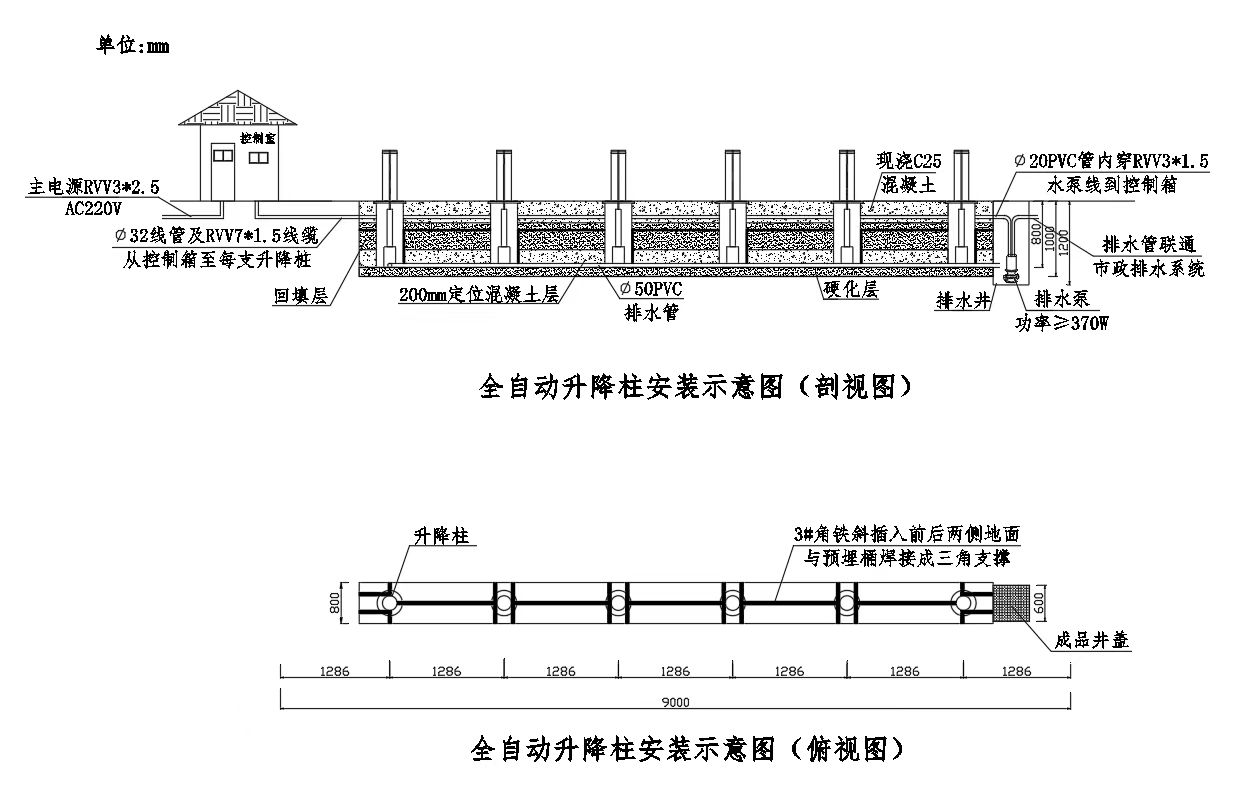 单位:mm
控制室
主电源RVV3*2.5
AC220V
∅32线管及RVV7*1.5线缆
从控制箱至每支升降桩
回填层
200mm定位混凝土层
∅50PVC
排水管
现浇C25
混凝土
硬化层
∅20PVC管内穿RVV3*1.5
水泵线到控制箱
800
1000
1200
排水管联通
市政排水系统
排水井
排水泵
功率≥370W
全自动升降柱安装示意图（剖视图）
升降柱
3#角铁斜插入前后两侧地面
与预埋桶焊接成三角支撑
800
600
成品井盖
1286
1286
1286
1286
1286
1286
1286
9000
全自动升降柱安装示意图（俯视图）